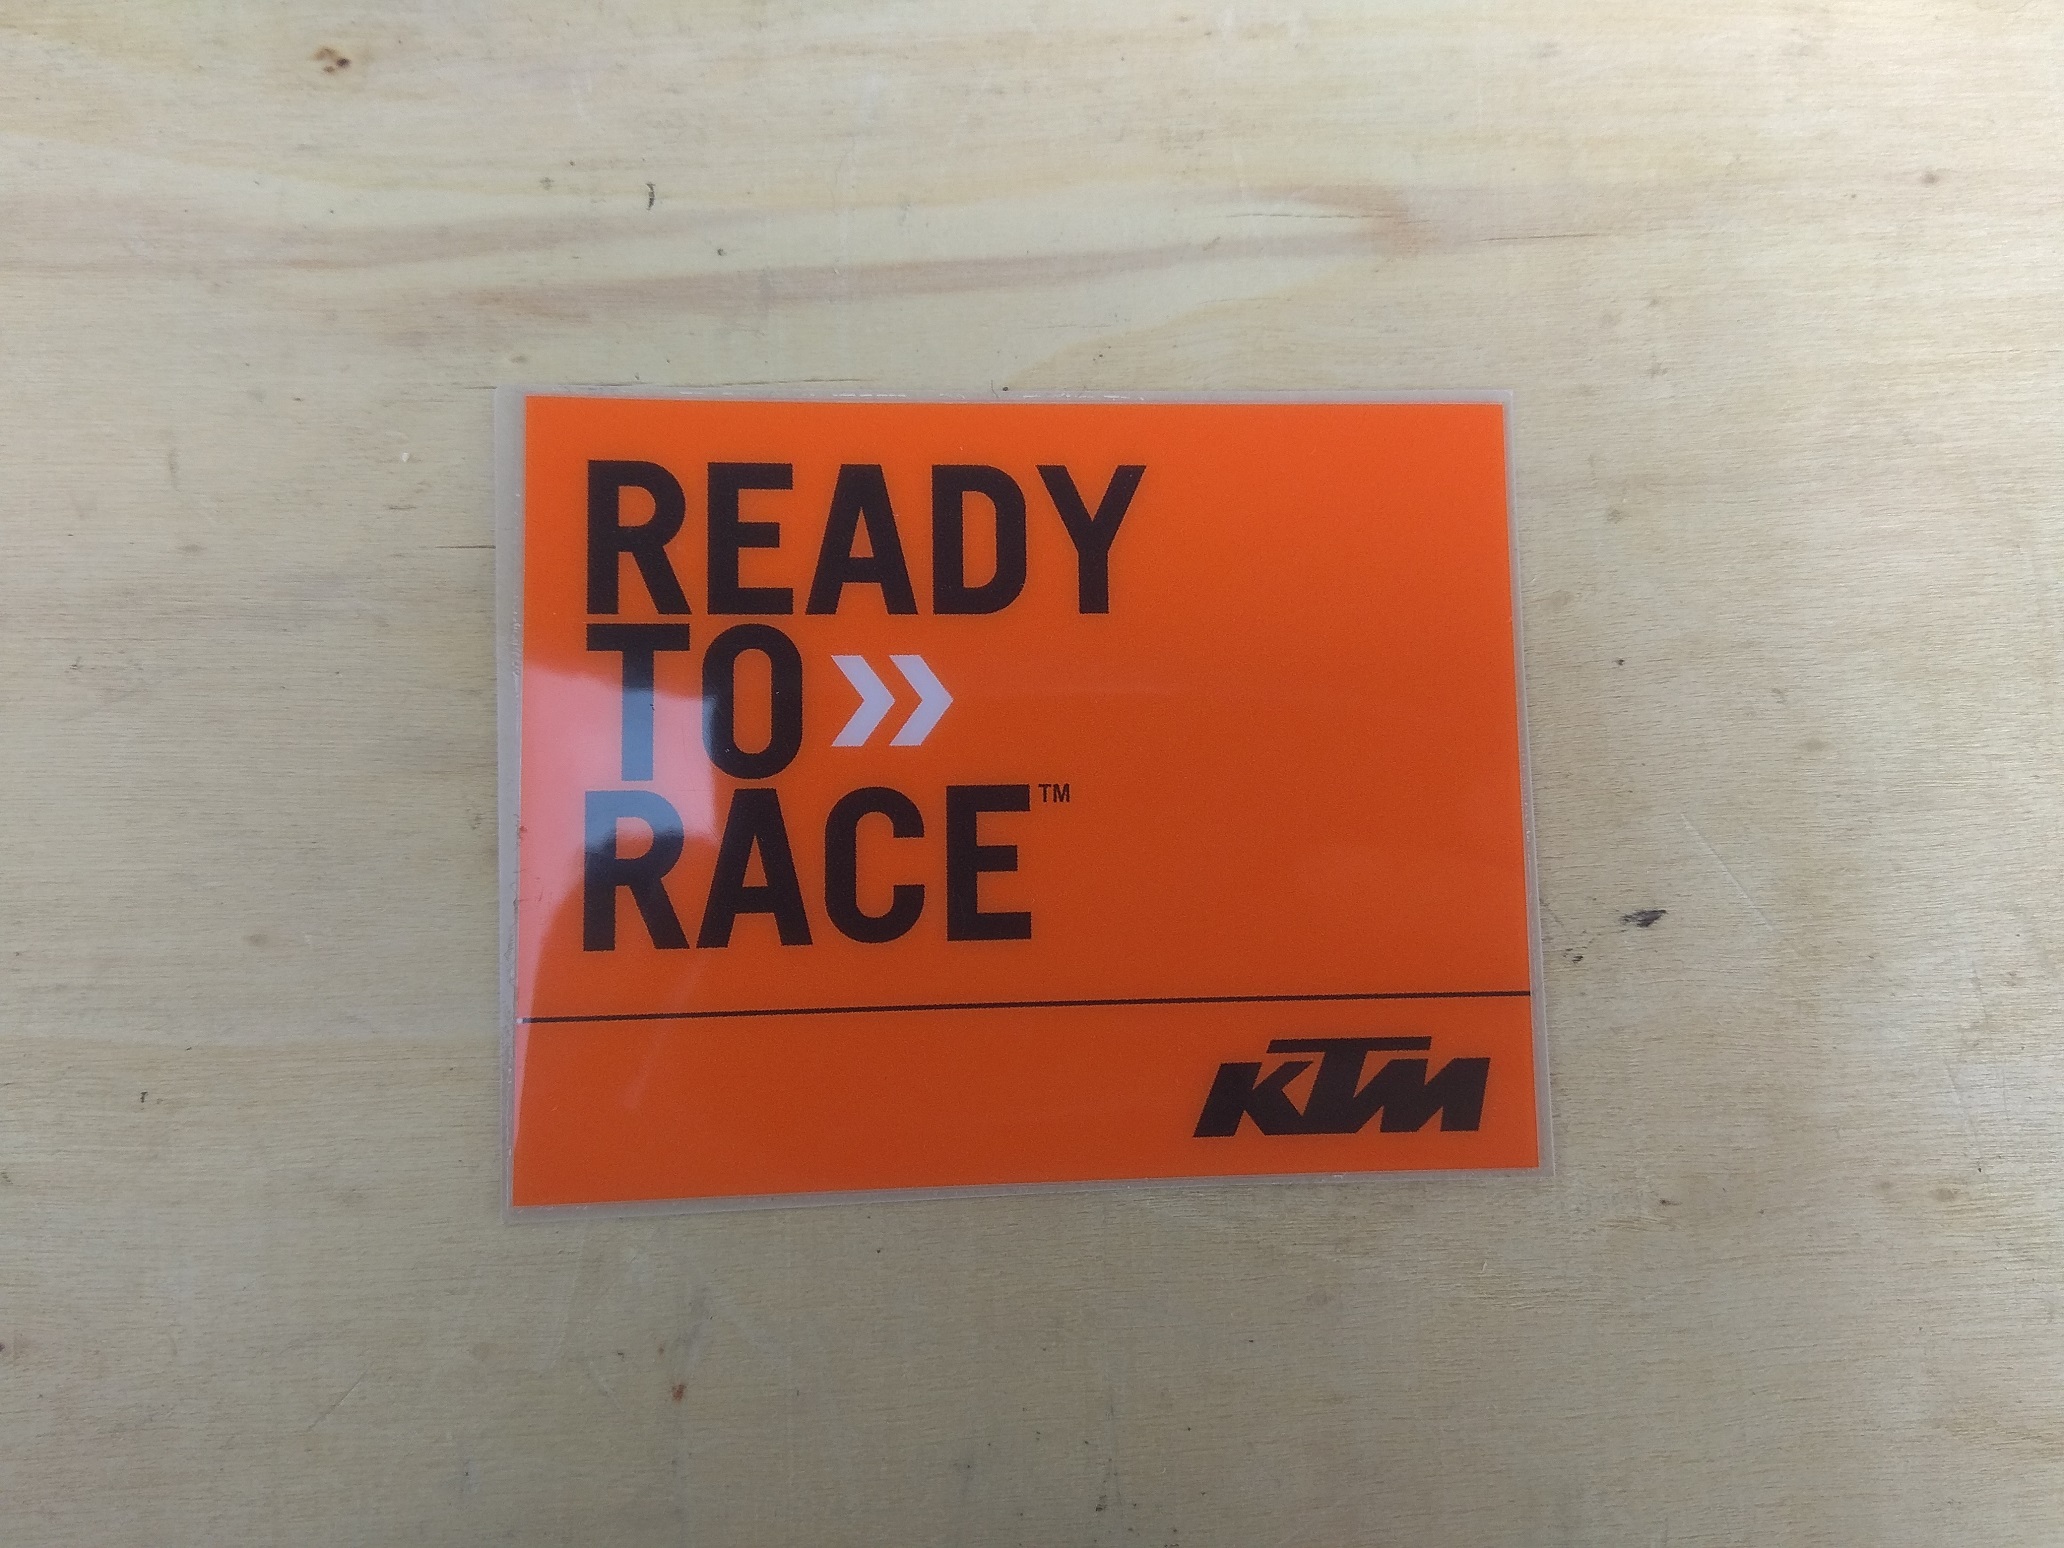 READY
TO »
RACE™
KTM